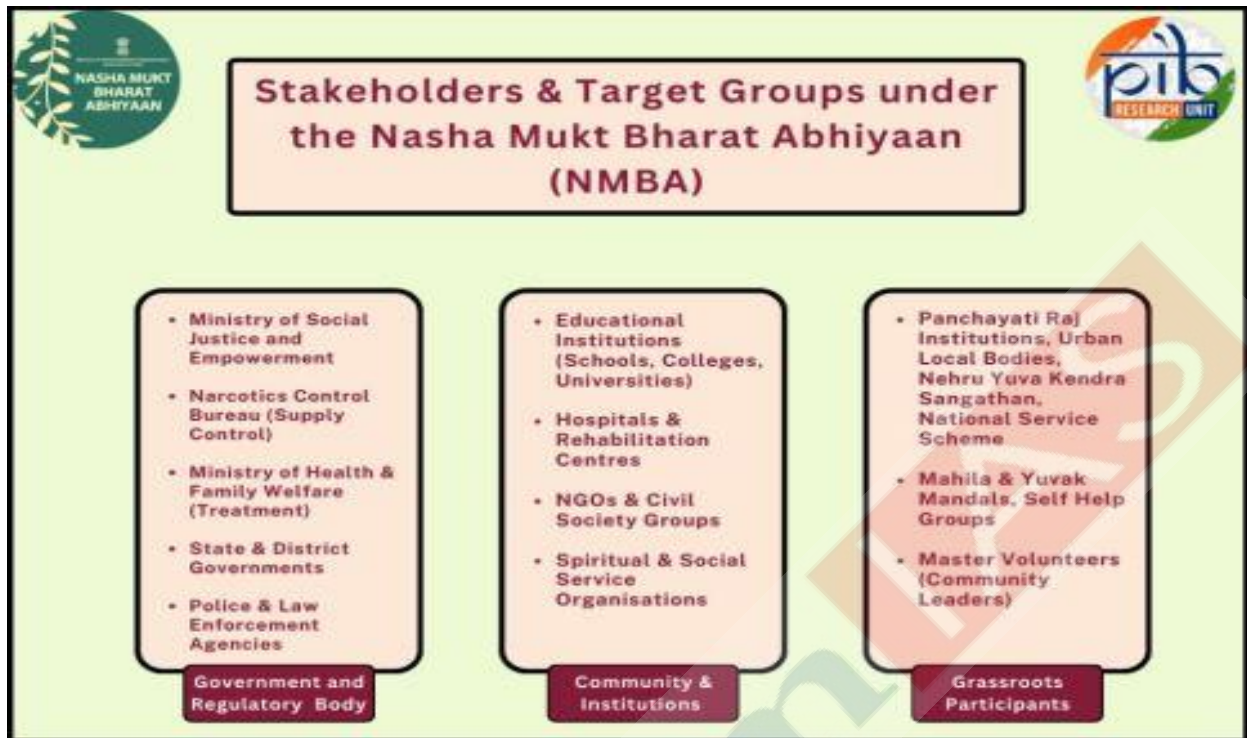 NASHA MUKT
BHARAT
ABHIYAAN
pib
RESEARCH UNIT
Stakeholders & Target Groups under
the Nasha Mukt Bharat Abhiyaan
(NMBA)
• Ministry of Social
Justice and
Empowerment
• Narcotics Control
Bureau (Supply
Control)
• Ministry of Health &
Family Welfare
(Treatment)
• State & District
Governments
• Police & Law
Enforcement
Agencies
Government and
Regulatory Body
• Educational
Institutions
(Schools, Colleges,
Universities)
• Hospitals &
Rehabilitation
Centres
• NGOs & Civil
Society Groups
• Spiritual & Social
Service
Organisations
Community &
Institutions
• Panchayati Raj
Institutions, Urban
Local Bodies,
Nehru Yuva Kendra
Sangathan,
National Service
Scheme
• Mahila & Yuvak
Mandals, Self Help
Groups
• Master Volunteers
(Community
Leaders)
Grassroots
Participants
IAS